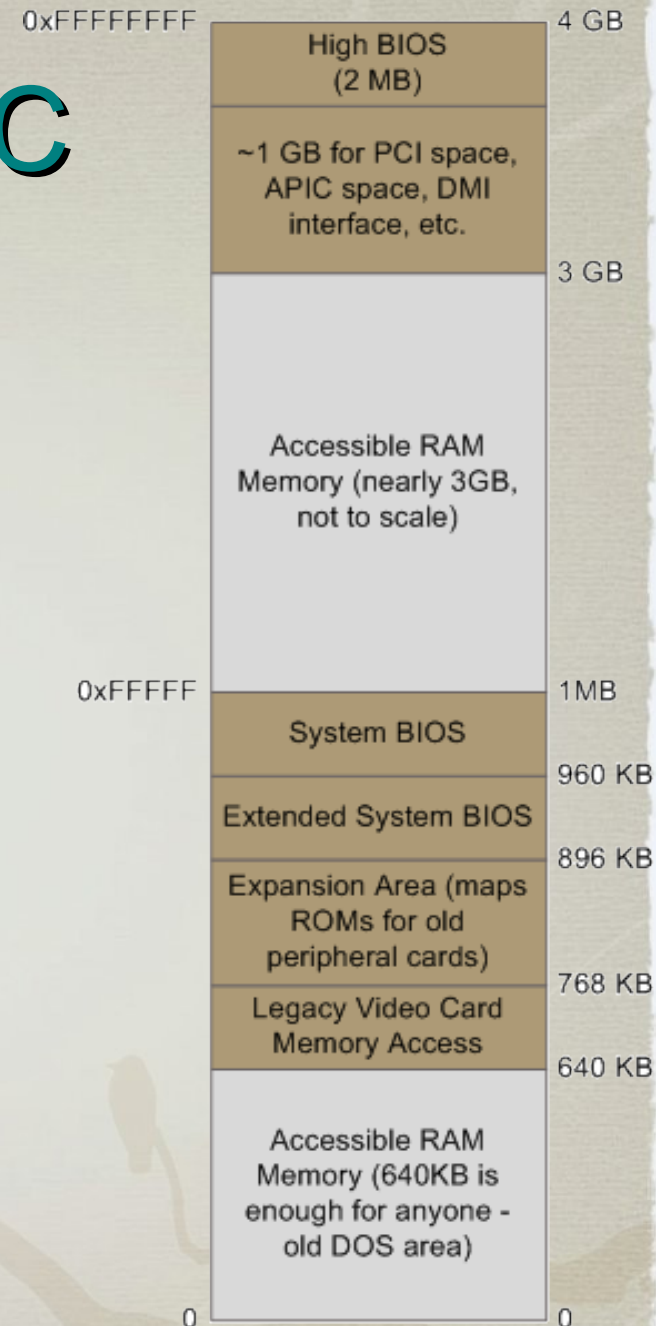 0xFFFFFFFF
4 GB
High BIOS
(2 MB)
C
~1 GB for PCI space,
APIC space, DMI
interface, etc.
3 GB
Accessible RAM
Memory (nearly 3GB,
not to scale)
0xFFFFF
1MB
System BIOS
960 KB
Extended System BIOS
896 KB
Expansion Area (maps
ROMs for old
peripheral cards)
768 KB
Legacy Video Card
Memory Access
640 KB
Accessible RAM
Memory (640KB is
enough for anyone -
old DOS area)
0
0